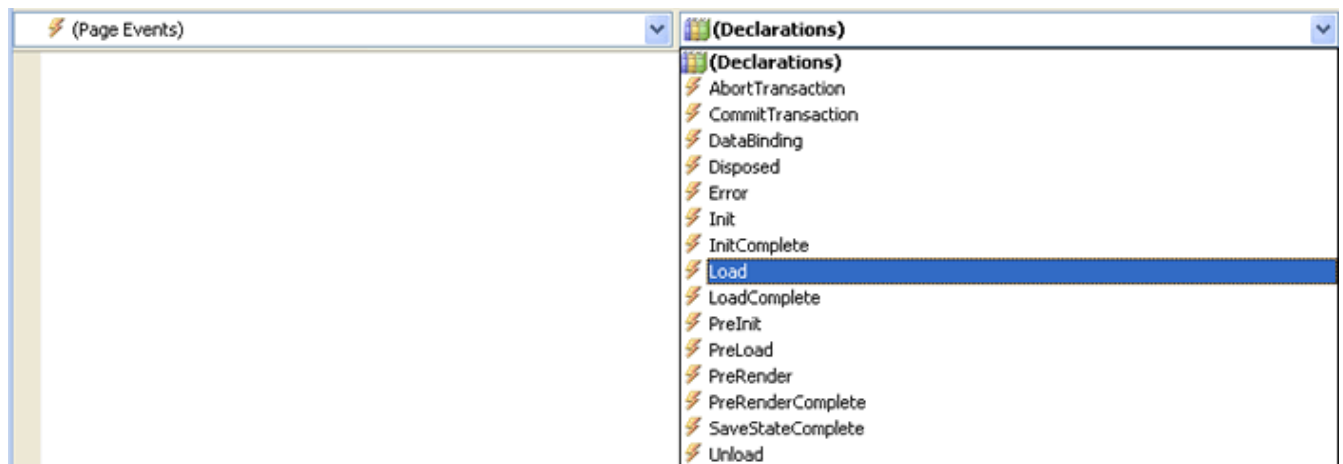 (Page Events)
(Declarations)
(Declarations)
AbortTransaction
CommitTransaction
DataBinding
Disposed
Error
Init
InitComplete
Load
LoadComplete
PreInit
PreLoad
PreRender
PreRenderComplete
SaveStateComplete
Unload